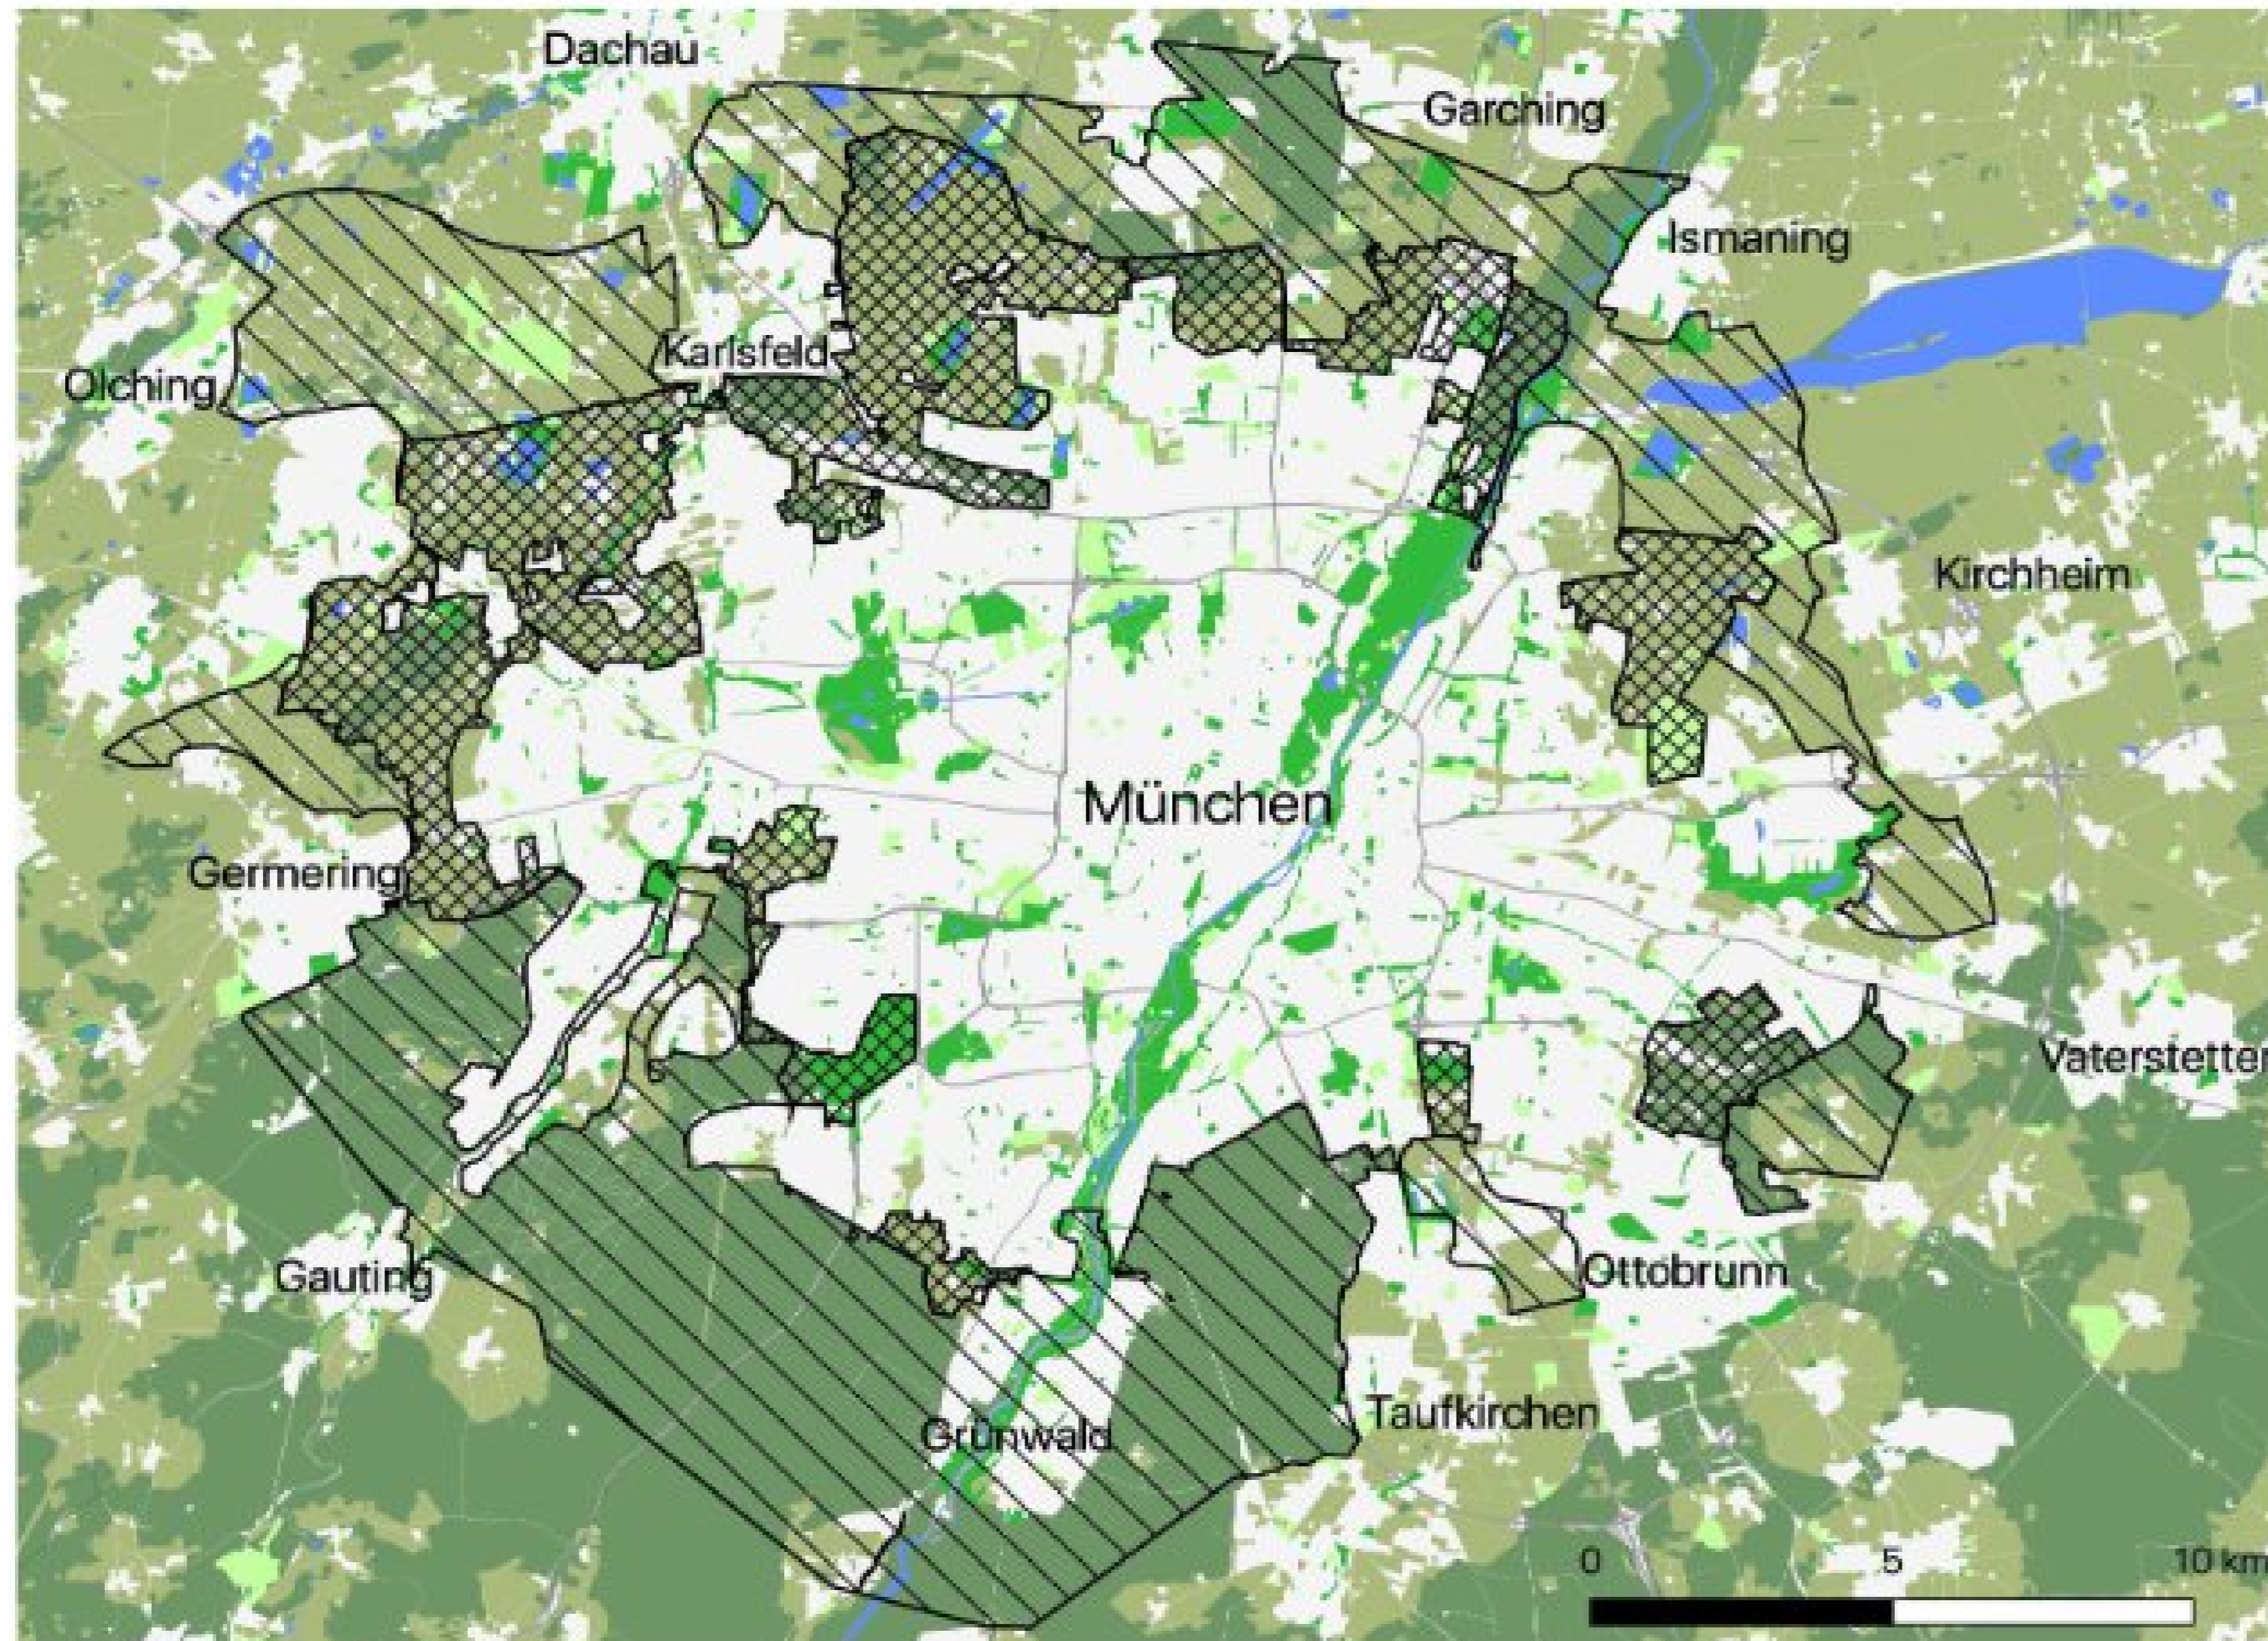 Dachau
Garching
Ismaning
Karlsfeld
Olching
Kirchheim
München
Germering
Vaterstetten
Gauting
Ottobrunn
Taufkirchen
Grünwald
0 5 10 km